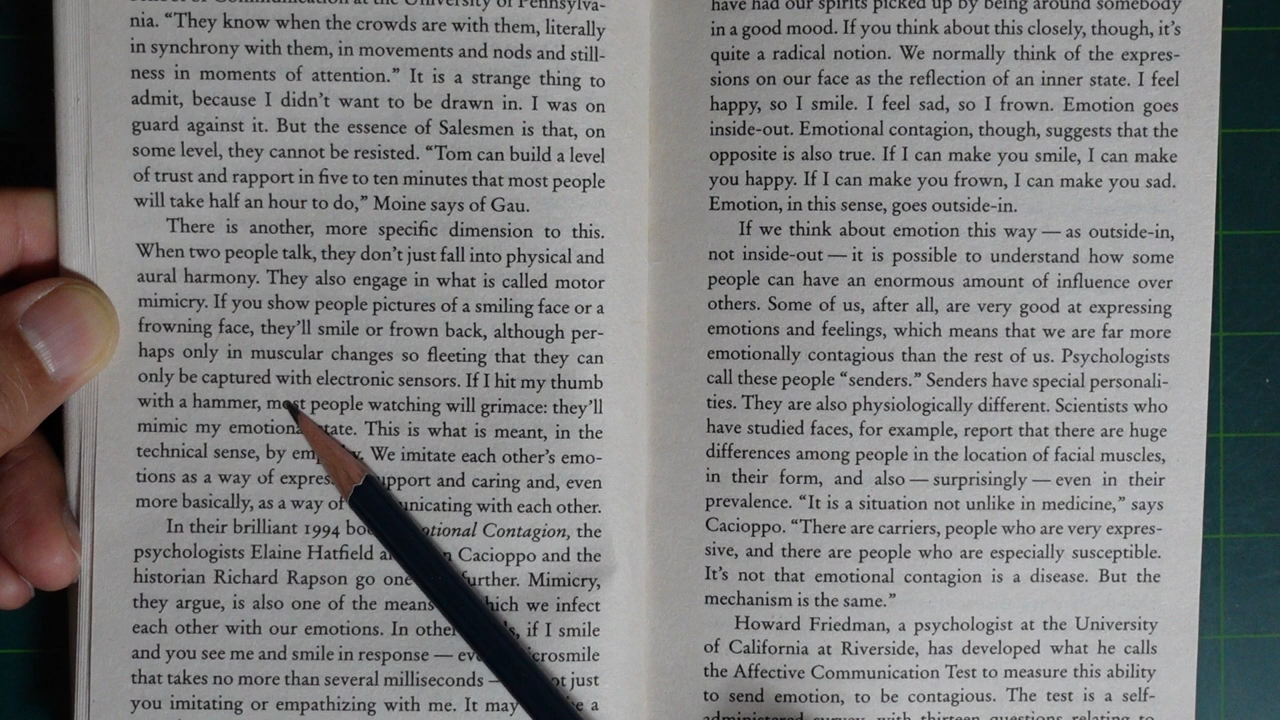 nia. “They know when the crowds are with them, literally
in synchrony with them, in movements and nods and still-
ness in moments of attention.” It is a strange thing to
admit, because I didn’t want to be drawn in. I was on
guard against it. But the essence of Salesmen is that, on
some level, they cannot be resisted. “Tom can build a level
of trust and rapport in five to ten minutes that most people
will take half an hour to do,” Moine says of Gau.
There is another, more specific dimension to this.
When two people talk, they don’t just fall into physical and
aural harmony. They also engage in what is called motor
mimicry. If you show people pictures of a smiling face or a
frowning face, they’ll smile or frown back, although per-
haps only in muscular changes so fleeting that they can
only be captured with electronic sensors. If I hit my thumb
with a hammer, most people watching will grimace: they’ll
mimic my emotional state. This is what is meant, in the
technical sense, by We imitate each other’s emo-
tions as a way of support and caring and, even
more basically, as a way of communicating with each other.
In their brilliant 1994 book Emotional Contagion, the
psychologists Elaine Hatfield Cacioppo and the
historian Richard Rapson go one further. Mimicry,
they argue, is also one of the means which we infect
each other with our emotions. In other if I smile
and you see me and smile in response — microsmile
that takes no more than several milliseconds — just
you imitating or empathizing with me. It may a
have had our spirits picked up by being around somebody
in a good mood. If you think about this closely, though, it’s
quite a radical notion. We normally think of the expres-
sions on our face as the reflection of an inner state. I feel
happy, so I smile. I feel sad, so I frown. Emotion goes
inside-out. Emotional contagion, though, suggests that the
opposite is also true. If I can make you smile, I can make
you happy. If I can make you frown, I can make you sad.
Emotion, in this sense, goes outside-in.
If we think about emotion this way — as outside-in,
not inside-out — it is possible to understand how some
people can have an enormous amount of influence over
others. Some of us, after all, are very good at expressing
emotions and feelings, which means that we are far more
emotionally contagious than the rest of us. Psychologists
call these people “senders.” Senders have special personali-
ties. They are also physiologically different. Scientists who
have studied faces, for example, report that there are huge
differences among people in the location of facial muscles,
in their form, and also — surprisingly — even in their
prevalence. “It is a situation not unlike in medicine,” says
Cacioppo. “There are carriers, people who are very expres-
sive, and there are people who are especially susceptible.
It’s not that emotional contagion is a disease. But the
mechanism is the same.”
Howard Friedman, a psychologist at the University
of California at Riverside, has developed what he calls
the Affective Communication Test to measure this ability
to send emotion, to be contagious. The test is a self-